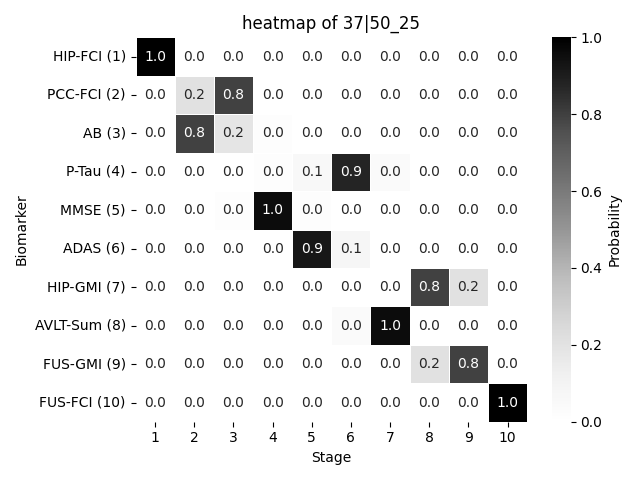 heatmap of 37|50_25
HIP-FCI (1) 1.0 0.0 0.0 0.0 0.0 0.0 0.0 0.0 0.0 0.0
PCC-FCI (2) 0.0 0.2 0.8 0.0 0.0 0.0 0.0 0.0 0.0 0.0
AB (3) 0.0 0.8 0.2 0.0 0.0 0.0 0.0 0.0 0.0 0.0
P-Tau (4) 0.0 0.0 0.0 0.0 0.1 0.9 0.0 0.0 0.0 0.0
MMSE (5) 0.0 0.0 0.0 1.0 0.0 0.0 0.0 0.0 0.0 0.0
ADAS (6) 0.0 0.0 0.0 0.0 0.9 0.1 0.0 0.0 0.0 0.0
HIP-GMI (7) 0.0 0.0 0.0 0.0 0.0 0.0 0.0 0.8 0.2 0.0
AVLT-Sum (8) 0.0 0.0 0.0 0.0 0.0 0.0 1.0 0.0 0.0 0.0
FUS-GMI (9) 0.0 0.0 0.0 0.0 0.0 0.0 0.0 0.2 0.8 0.0
FUS-FCI (10) 0.0 0.0 0.0 0.0 0.0 0.0 0.0 0.0 0.0 1.0
1 2 3 4 5 6 7 8 9 10
Stage
Biomarker
1.0
0.8
0.6
0.4
0.2
0.0
Probability